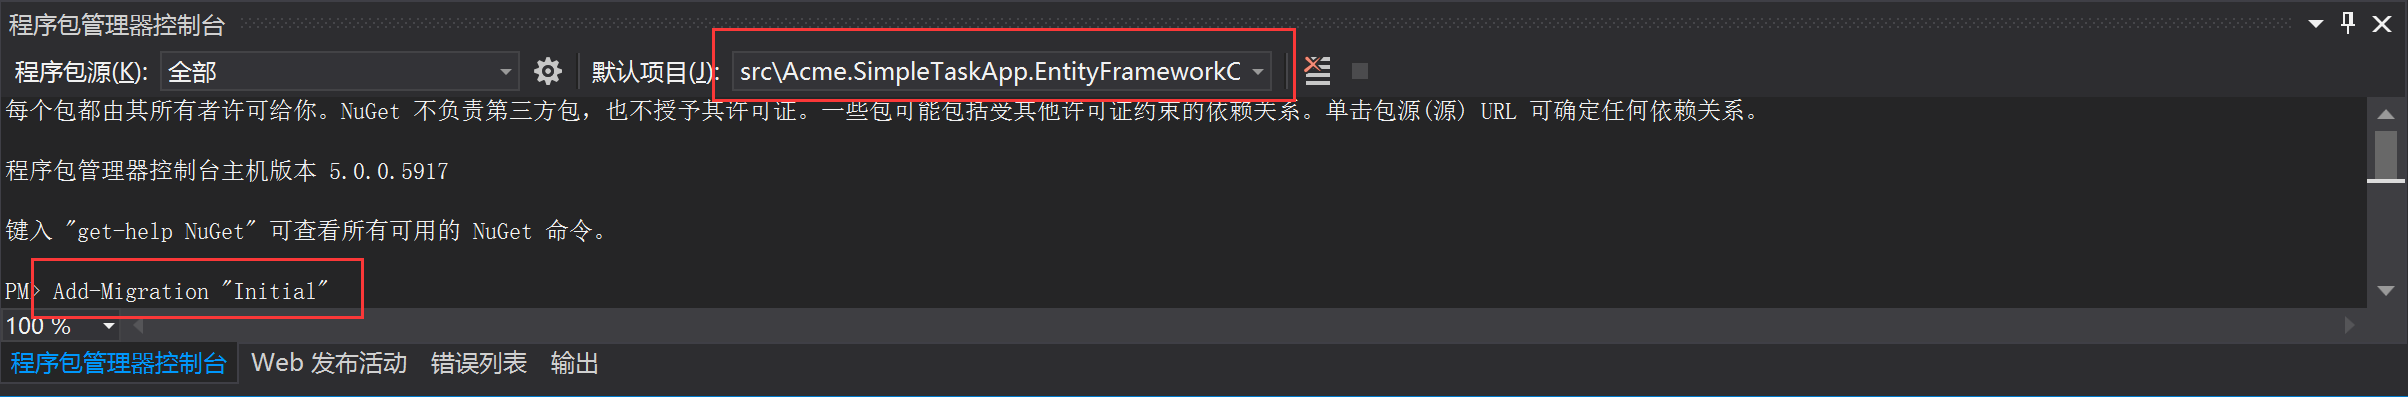 程序包管理器控制台
程序包源(K): 全部 默认项目(J): src\Acme.SimpleTaskApp.EntityFrameworkC
每个包都由其所有者许可给你。NuGet 不负责第三方包，也不授予其许可证。一些包可能包括受其他许可证约束的依赖关系。单击包源(源) URL 可确定任何依赖关系。
程序包管理器控制台主机版本 5.0.0.5917
键入 "get-help NuGet" 可查看所有可用的 NuGet 命令。
PM> Add-Migration "Initial"
100 %
程序包管理器控制台 Web 发布活动 错误列表 输出